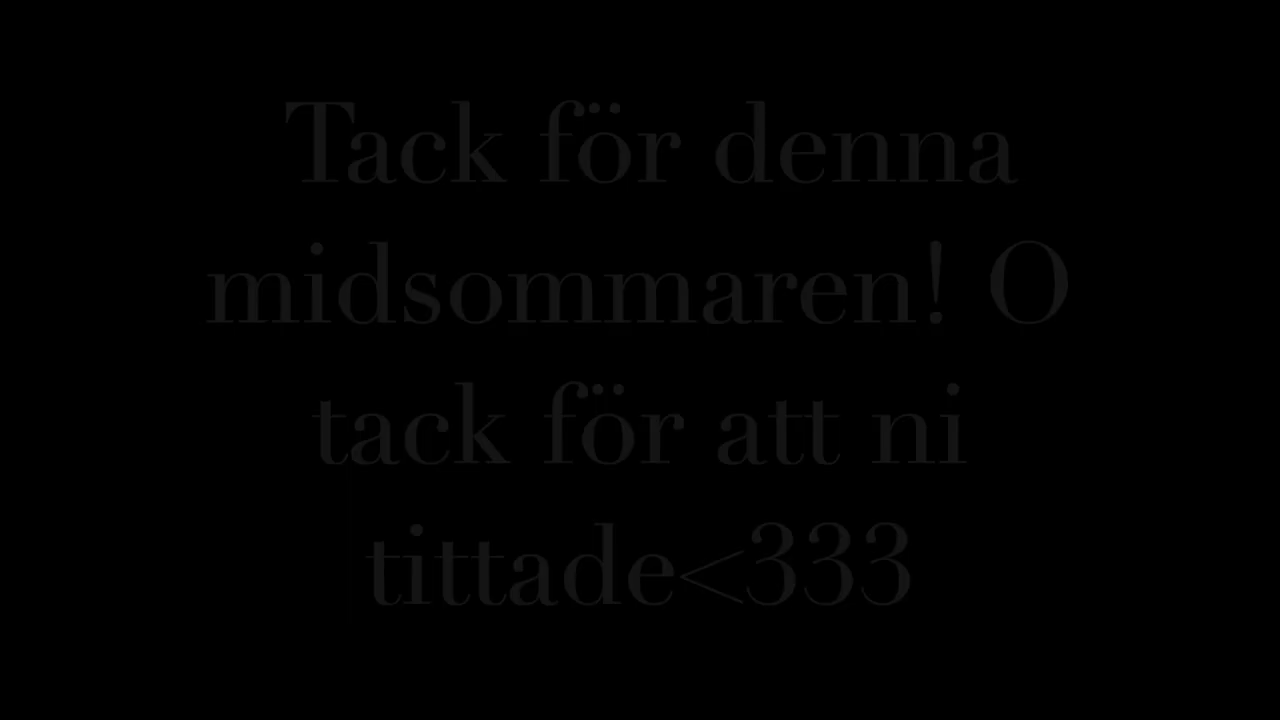 Tack för denna
midsommaren! O
tack för att ni
tittade<333